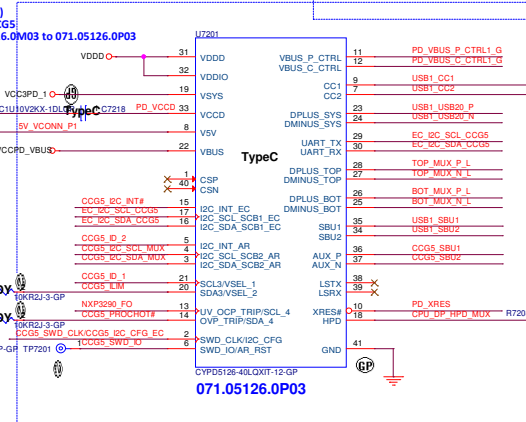 )
CG5
6.0M03 to 071.05126.0P03
U7201
VDDD 31 VDDD
32 VDDIO
VCC3PD_1 19 VSYS
C7218 PD_VCCD 33 VCCD
5V_VCONN_P1 8 V5V
VCCPD_VBUS 22 VBUS
TypeC
TypeC
1 CSP
40 CSN
CCG5_I2C_INT# 15 I2C_INT_EC
EC_I2C_SCL_CCG5 17 I2C_SCL_SCB1_EC
EC_I2C_SDA_CCG5 16 I2C_SDA_SCB1_EC
CCG5_ID_2 5 I2C_INT_AR
CCG5_I2C_SCL_MUX 4 I2C_SCL_SCB2_AR
CCG5_I2C_SDA_MUX 3 I2C_SDA_SCB2_AR
CCG5_ID_1 21 SCL3/VSEL_1
CCG5_ILIM 20 SDA3/VSEL_2
10KR2J-3-GP
NXP3290_FO 13 UV_OCP_TRIP/SCL_4
CCG5_PROCHOT# 14 OVP_TRIP/SDA_4
10KR2J-3-GP
CCG5_SWD_CLK/CCG5_I2C_CFG_EC 2 SWD_CLK/I2C_CFG
P-GP TP7201 1 CCG5_SWD_IO 6 SWD_IO/AR_RST
VBUS_P_CTRL 11 PD_VBUS_P_CTRL1_G
VBUS_C_CTRL 12 PD_VBUS_C_CTRL1_G
CC1 9 USB1_CC1
CC2 7 USB1_CC2
DPLUS_SYS 23 USB1_USB20_P
DMINUS_SYS 24 USB1_USB20_N
UART_TX 29 EC_I2C_SCL_CCG5
UART_RX 30 EC_I2C_SDA_CCG5
DPLUS_TOP 28 TOP_MUX_P_L
DMINUS_TOP 27 TOP_MUX_N_L
DPLUS_BOT 26 BOT_MUX_P_L
DMINUS_BOT 25 BOT_MUX_N_L
SBU1 35 USB1_SBU1
SBU2 34 USB1_SBU2
AUX_P 36 CCG5_SBU1
AUX_N 37 CCG5_SBU2
LSTX 38
LSRX 39
XRES# 10 PD_XRES
HPD 18 CPU_DP_HPD_MUX R720
GND 41
GP
CYPD5126-40LQXIT-12-GP
071.05126.0P03